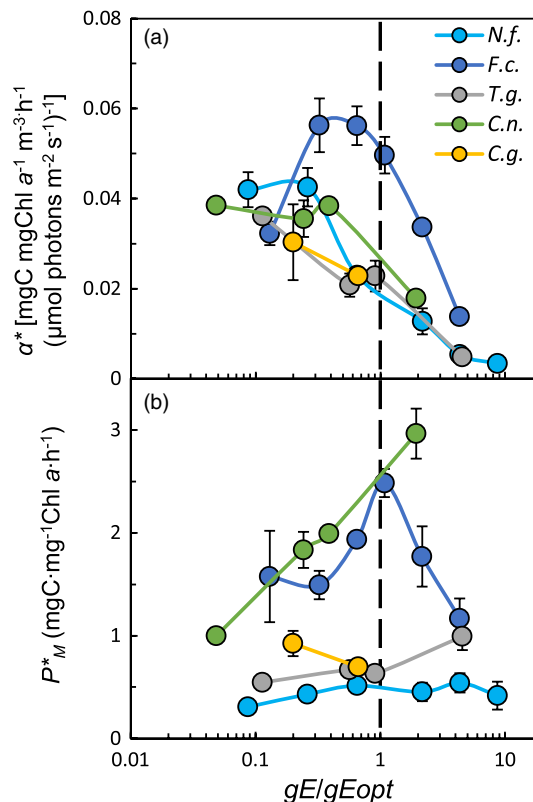 0.08
(a)
N.f.
F.c.
0.06
T.g.
C.n.
C.g.
0.04
0.02
0
α* [mgC mgChl a⁻¹ m⁻³·h⁻¹
(μmol photons m⁻² s⁻¹)⁻¹]
(b)
3
2
1
0
P*M (mgC·mg⁻¹Chl a·h⁻¹)
0.01 0.1 1 10
gE/gEopt